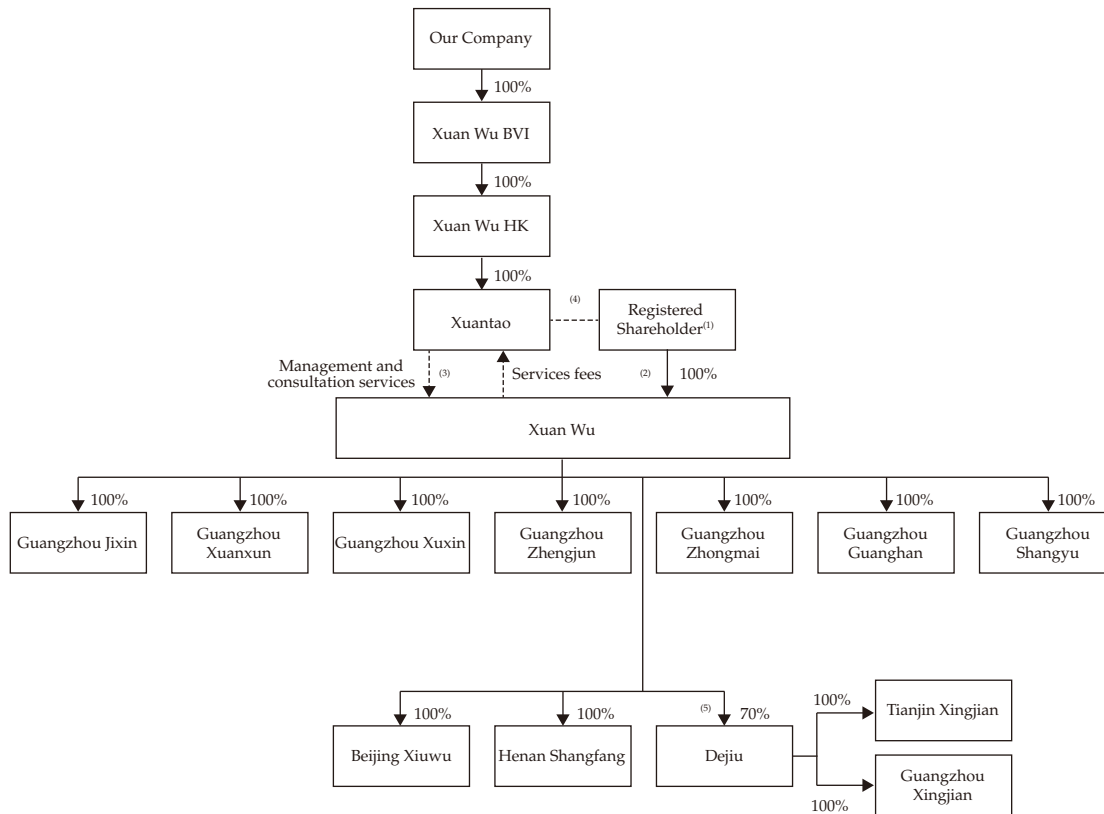 Our Company
100%
Xuan Wu BVI
100%
Xuan Wu HK
100%
Xuantao
(4)
Registered
Shareholder(1)
Management and
consultation services
(3)
Services fees
(2)
100%
Xuan Wu
100%
100%
100%
100%
100%
100%
100%
Guangzhou Jixin
Guangzhou
Xuanxun
Guangzhou Xuxin
Guangzhou
Zhengjun
Guangzhou
Zhongmai
Guangzhou
Guanghan
Guangzhou
Shangyu
100%
100%
(5)
70%
Beijing Xiuwu
Henan Shangfang
Dejiu
100%
Tianjin Xingjian
100%
Guangzhou
Xingjian